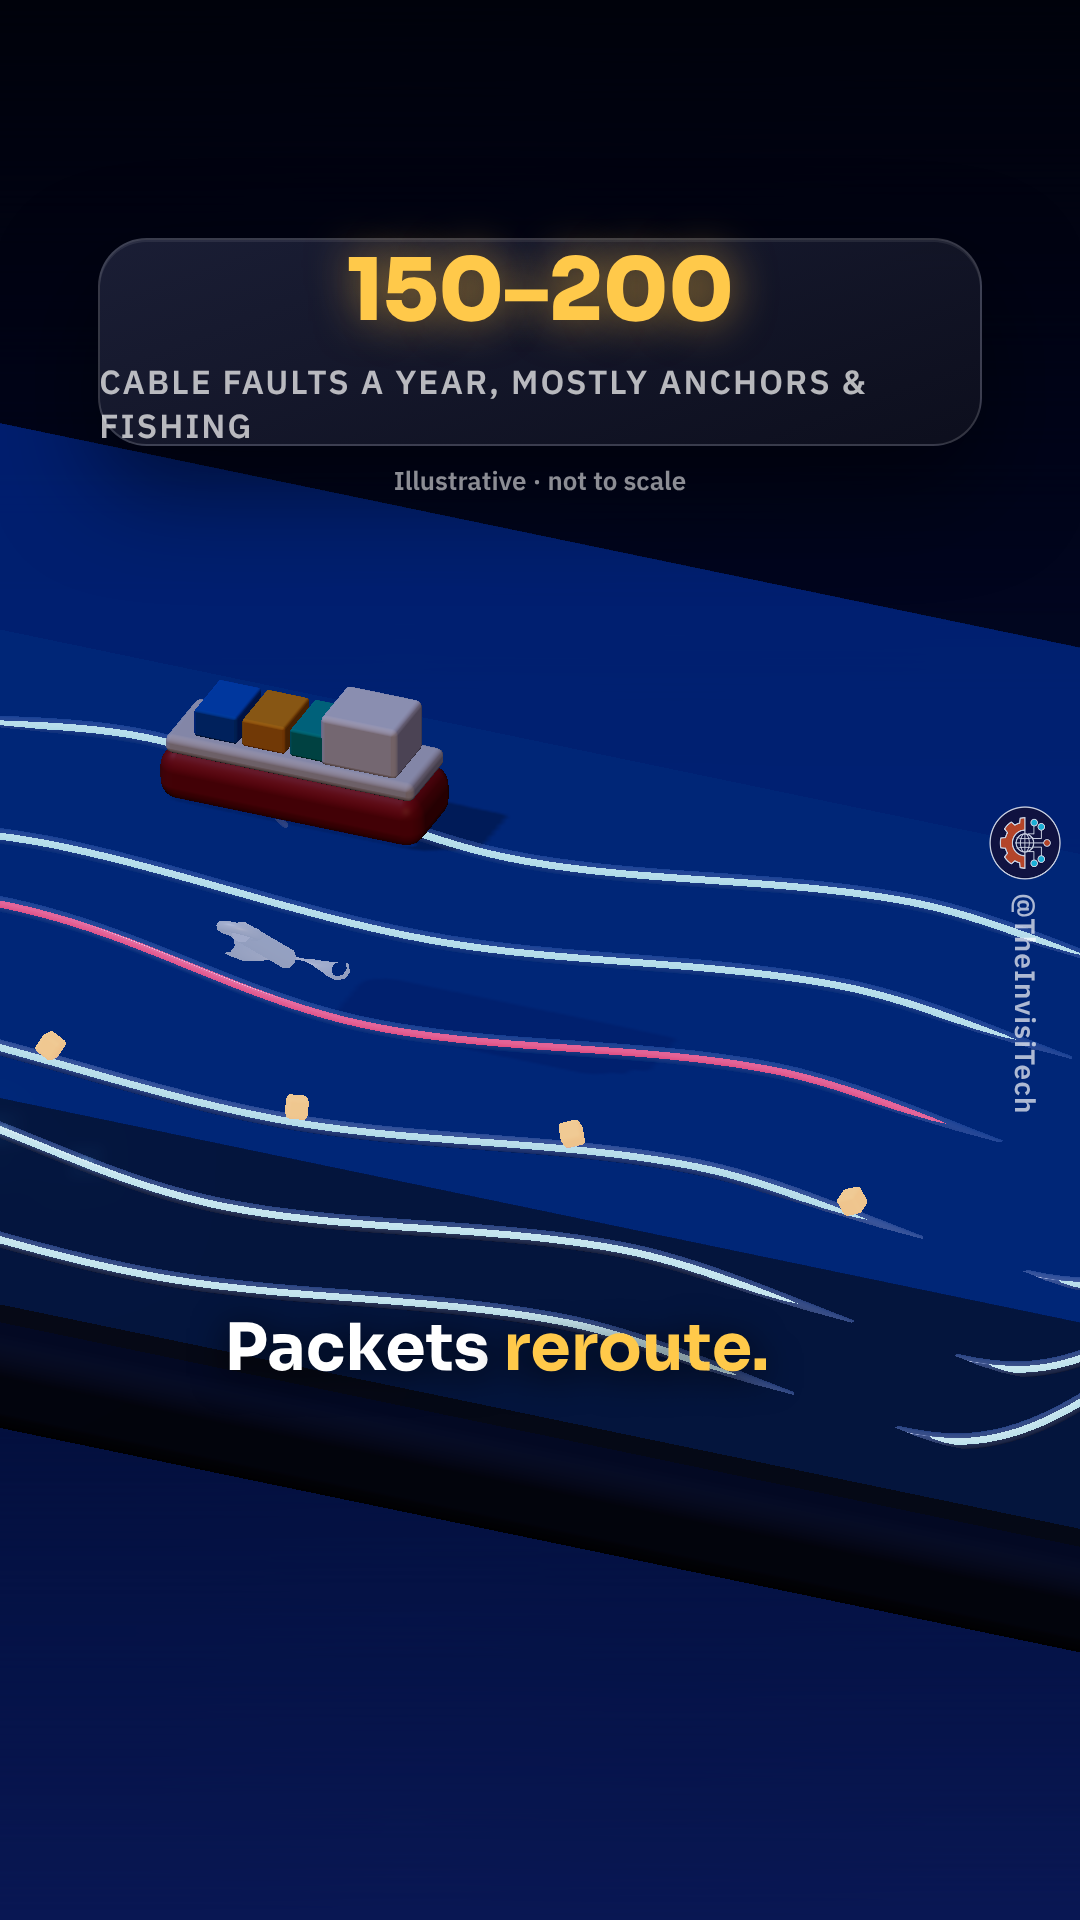 150–200
CABLE FAULTS A YEAR, MOSTLY ANCHORS &
FISHING
Illustrative · not to scale
@TheInvisiTech
Packets reroute.